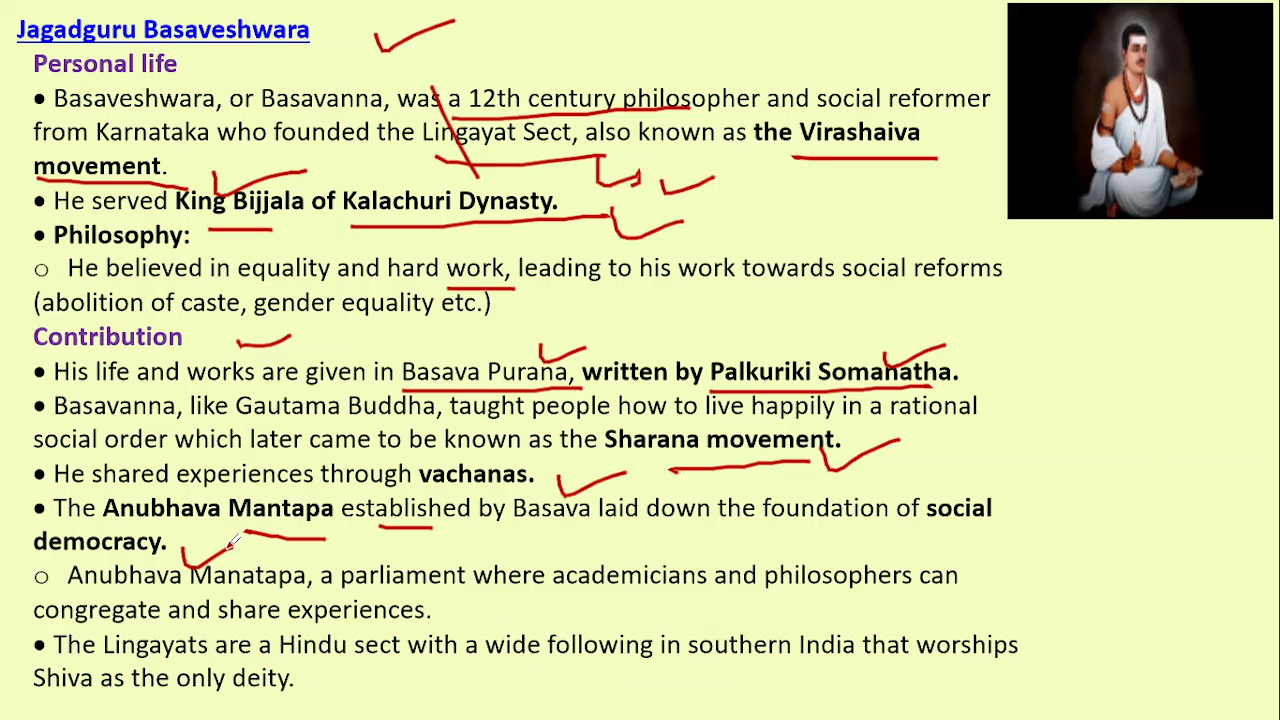 Jagadguru Basaveshwara
Personal life
• Basaveshwara, or Basavanna, was a 12th century philosopher and social reformer
from Karnataka who founded the Lingayat Sect, also known as the Virashaiva
movement.
• He served King Bijjala of Kalachuri Dynasty.
• Philosophy:
o He believed in equality and hard work, leading to his work towards social reforms
(abolition of caste, gender equality etc.)
Contribution
• His life and works are given in Basava Purana, written by Palkuriki Somanatha.
• Basavanna, like Gautama Buddha, taught people how to live happily in a rational
social order which later came to be known as the Sharana movement.
• He shared experiences through vachanas.
• The Anubhava Mantapa established by Basava laid down the foundation of social
democracy.
o Anubhava Manatapa, a parliament where academicians and philosophers can
congregate and share experiences.
• The Lingayats are a Hindu sect with a wide following in southern India that worships
Shiva as the only deity.